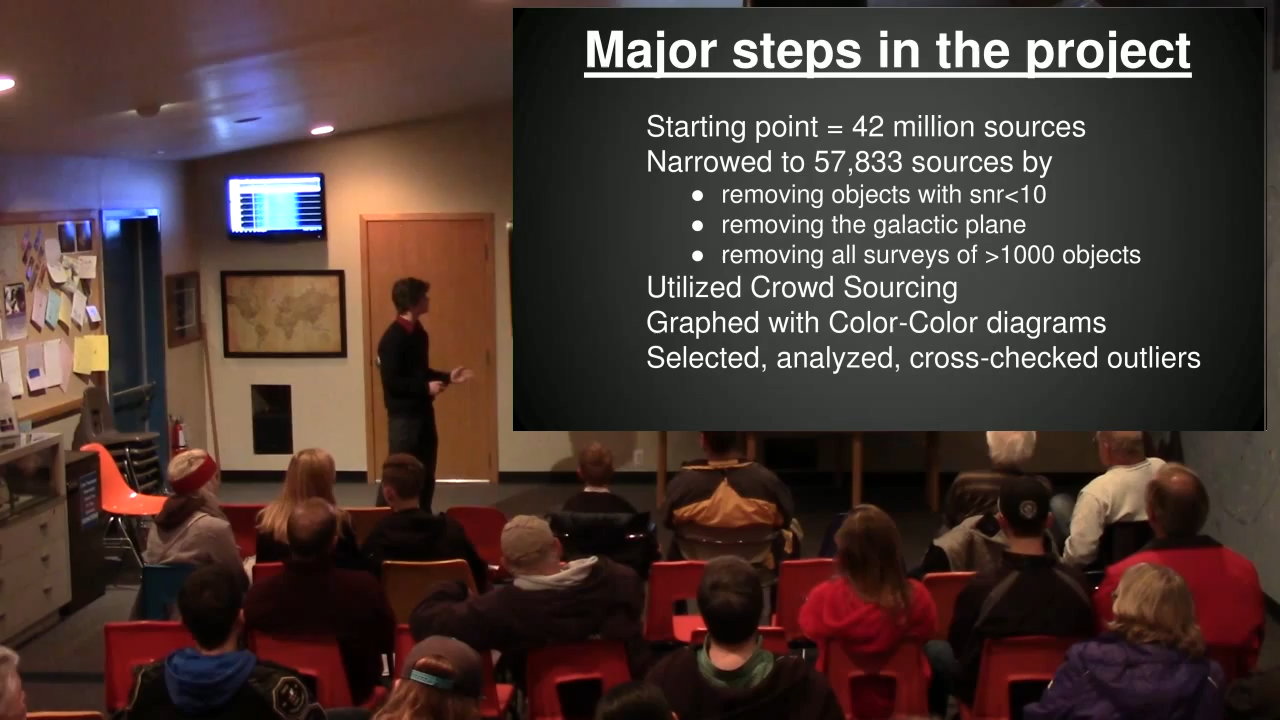 Major steps in the project
Starting point = 42 million sources
Narrowed to 57,833 sources by
● removing objects with snr<10
● removing the galactic plane
● removing all surveys of >1000 objects
Utilized Crowd Sourcing
Graphed with Color-Color diagrams
Selected, analyzed, cross-checked outliers